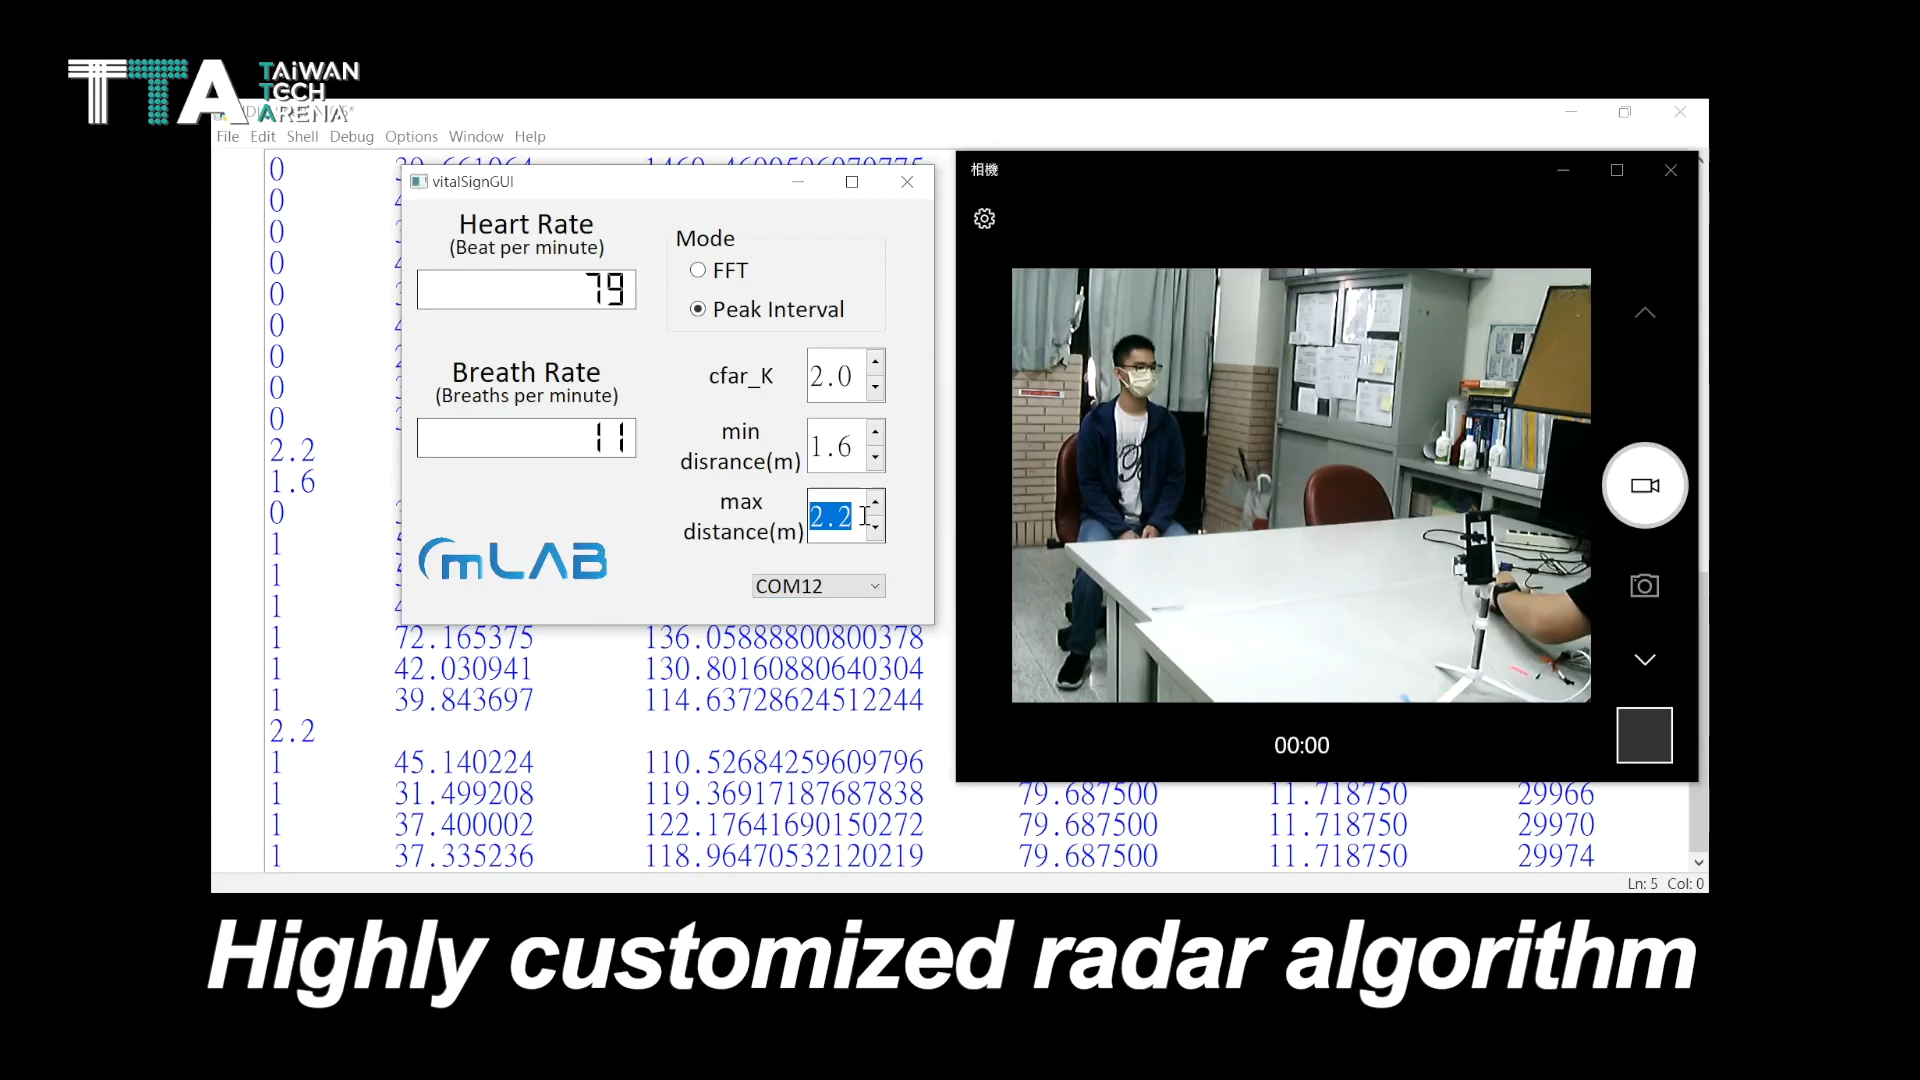 TTA TAiWAN
TECH
ARENA
File Edit Shell Debug Options Window Help
vitalSignGUI
Heart Rate
(Beat per minute)
79
Breath Rate
(Breaths per minute)
11
mLAB
Mode
FFT
Peak Interval
cfar_K 2.0
min
disrance(m) 1.6
max
distance(m) 2.2
COM12
相機
00:00
0
0
0
0
0
0
0
0
0
2.2
1.6
0
1
1
1
1 72.165375 136.05888800800378
1 42.030941 130.80160880640304
1 39.843697 114.63728624512244
2.2
1 45.140224 110.52684259609796
1 31.499208 119.36917187687838 79.687500 11.718750 29966
1 37.400002 122.17641690150272 79.687500 11.718750 29970
1 37.335236 118.96470532120219 79.687500 11.718750 29974
Ln: 5 Col: 0
Highly customized radar algorithm